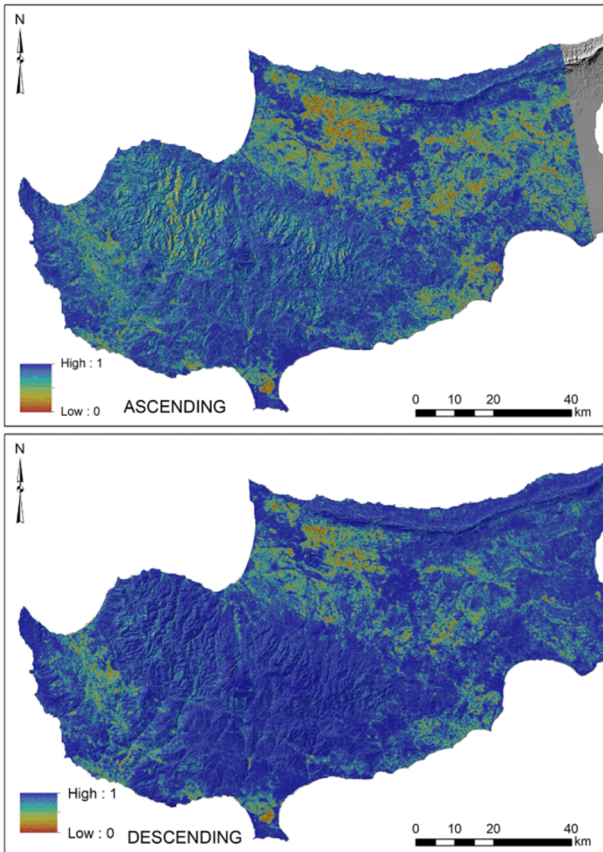 N
High : 1
Low : 0
ASCENDING
0 10 20 40
km
N
High : 1
Low : 0
DESCENDING
0 10 20 40
km